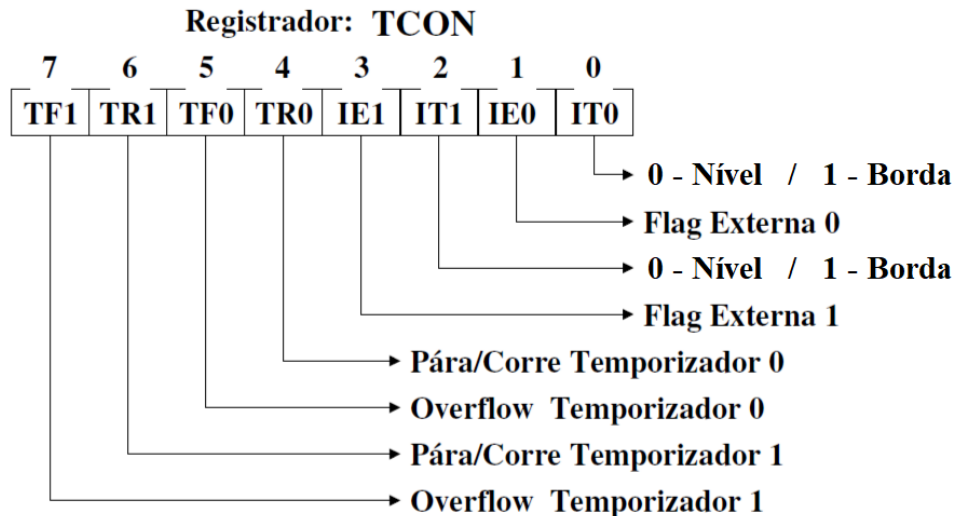 Registrador: TCON
7 6 5 4 3 2 1 0
TF1 TR1 TF0 TR0 IE1 IT1 IE0 IT0
0 - Nível / 1 - Borda
Flag Externa 0
0 - Nível / 1 - Borda
Flag Externa 1
Pára/Corre Temporizador 0
Overflow Temporizador 0
Pára/Corre Temporizador 1
Overflow Temporizador 1